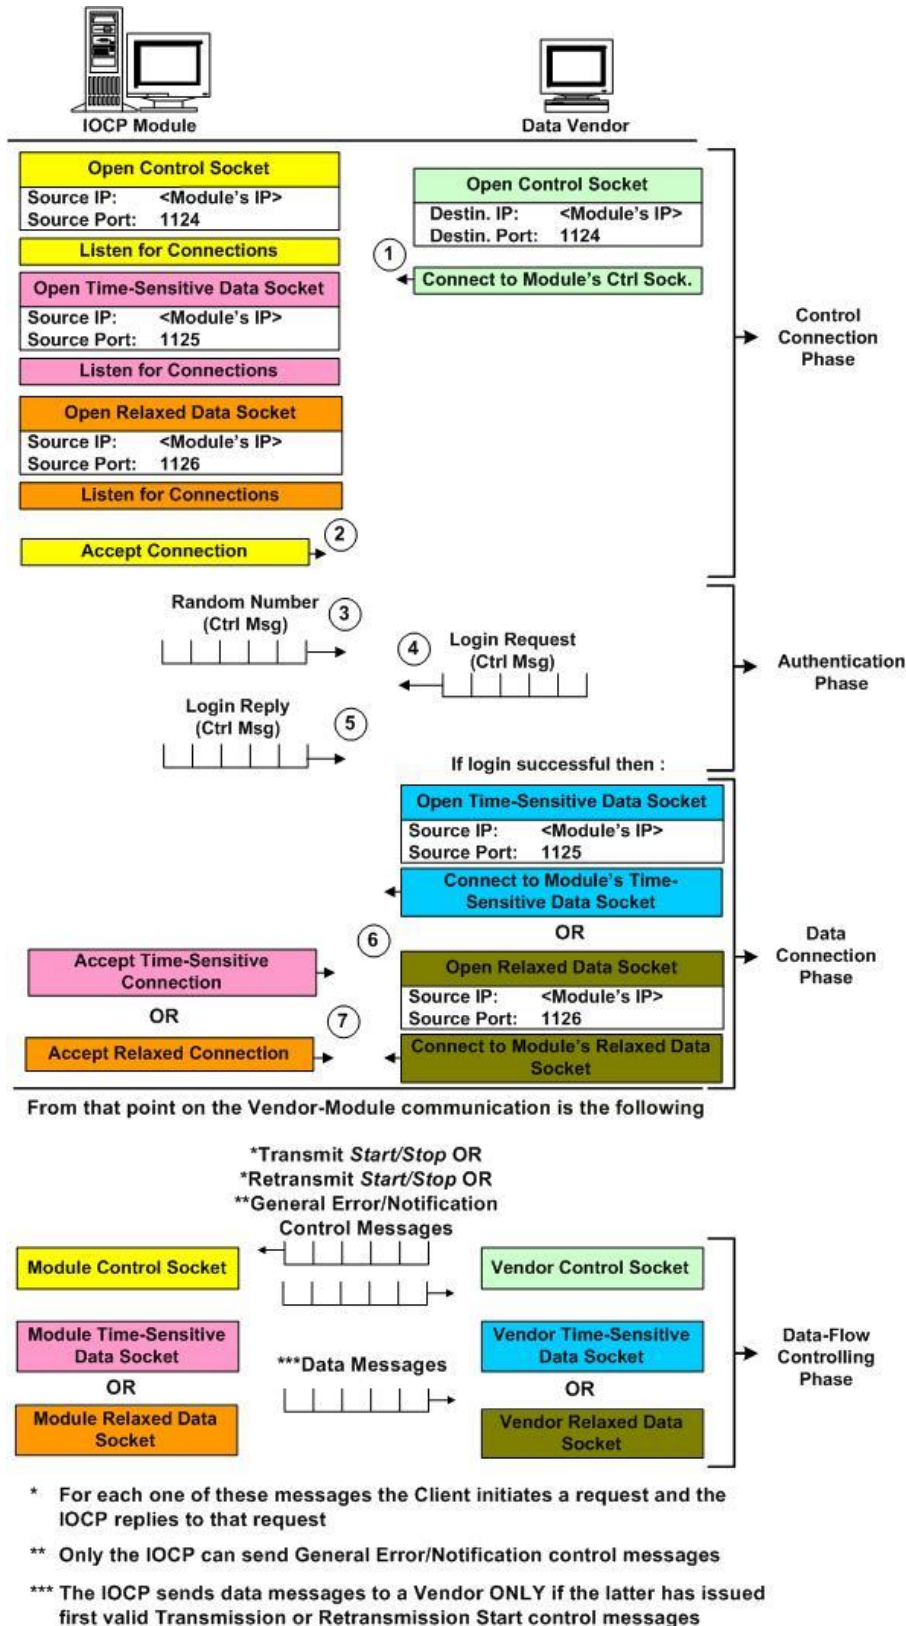 IOCP Module
Data Vendor
Open Control Socket
Source IP: <Module's IP>
Source Port: 1124
Listen for Connections
Open Time-Sensitive Data Socket
Source IP: <Module's IP>
Source Port: 1125
Listen for Connections
Open Relaxed Data Socket
Source IP: <Module's IP>
Source Port: 1126
Listen for Connections
Open Control Socket
Destin. IP: <Module's IP>
Destin. Port: 1124
1
Connect to Module's Ctrl Sock.
2
Accept Connection
Control
Connection
Phase
Random Number
(Ctrl Msg)
3
4
Login Request
(Ctrl Msg)
Login Reply
(Ctrl Msg)
5
Authentication
Phase
If login successful then :
Open Time-Sensitive Data Socket
Source IP: <Module's IP>
Source Port: 1125
Connect to Module's Time-
Sensitive Data Socket
OR
6
Open Relaxed Data Socket
Source IP: <Module's IP>
Source Port: 1126
Connect to Module's Relaxed Data
Socket
Accept Time-Sensitive
Connection
OR
7
Accept Relaxed Connection
Data
Connection
Phase
From that point on the Vendor-Module communication is the following
*Transmit Start/Stop OR
*Retransmit Start/Stop OR
**General Error/Notification
Control Messages
Module Control Socket
Vendor Control Socket
Module Time-Sensitive
Data Socket
OR
Module Relaxed Data
Socket
***Data Messages
Vendor Time-Sensitive
Data Socket
OR
Vendor Relaxed Data
Socket
Data-Flow
Controlling
Phase
* For each one of these messages the Client initiates a request and the
IOCP replies to that request
** Only the IOCP can send General Error/Notification control messages
*** The IOCP sends data messages to a Vendor ONLY if the latter has issued
first valid Transmission or Retransmission Start control messages